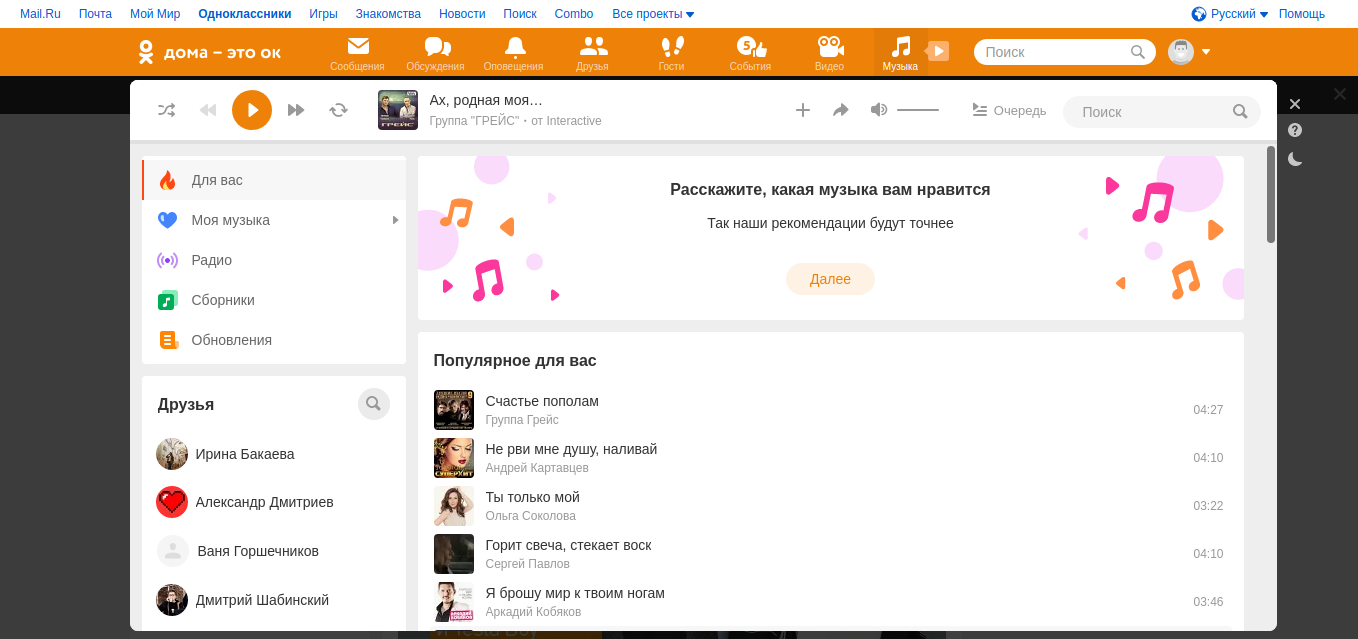 Mail.Ru Почта Мой Мир Одноклассники Игры Знакомства Новости Поиск Combo Все проекты Русский Помощь
дома – это ок
Сообщения Обсуждения Оповещения Друзья Гости События Видео Музыка
5
Поиск
Ах, родная моя…
Группа "ГРЕЙС" · от Interactive
Очередь
Поиск
Для вас
Моя музыка
Радио
Сборники
Обновления
Друзья
Ирина Бакаева
Александр Дмитриев
Ваня Горшечников
Дмитрий Шабинский
Расскажите, какая музыка вам нравится
Так наши рекомендации будут точнее
Далее
Популярное для вас
Счастье пополам
Группа Грейс
04:27
Не рви мне душу, наливай
Андрей Картавцев
04:10
Ты только мой
Ольга Соколова
03:22
Горит свеча, стекает воск
Сергей Павлов
04:10
Я брошу мир к твоим ногам
Аркадий Кобяков
03:46